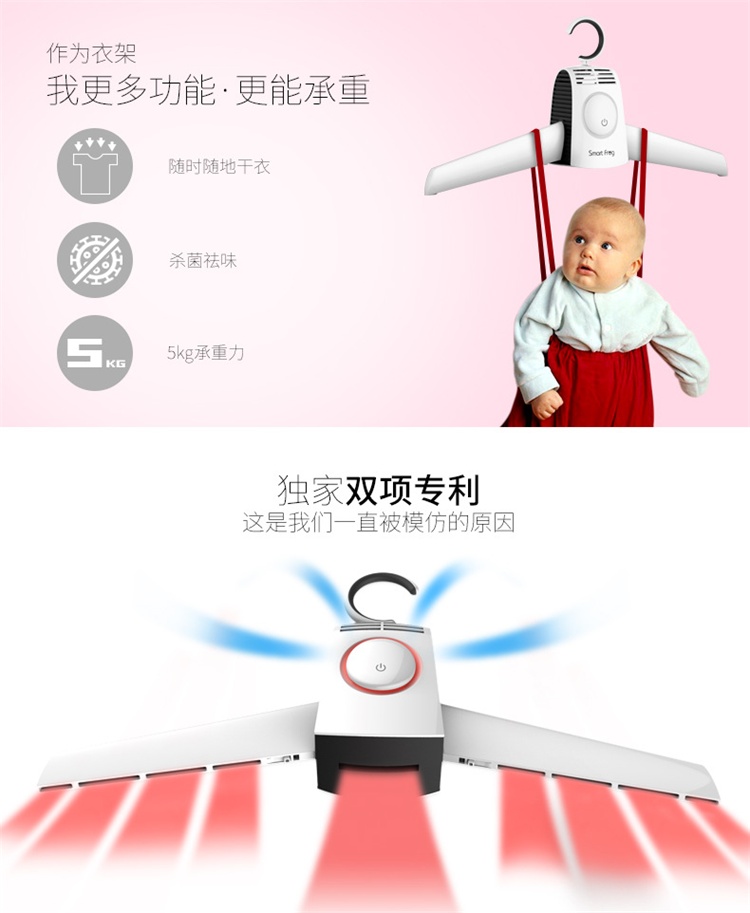 作为衣架
我更多功能·更能承重
随时随地干衣
杀菌祛味
5KG
5kg承重力
Smart Frog
独家双项专利
这是我们一直被模仿的原因